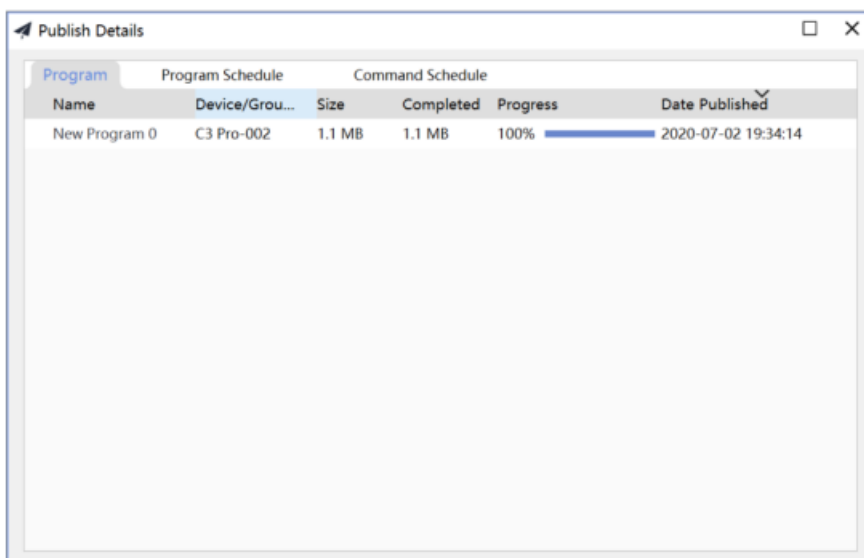 Publish Details
Program Program Schedule Command Schedule
Name Device/Grou... Size Completed Progress Date Published
New Program 0 C3 Pro-002 1.1 MB 1.1 MB 100% 2020-07-02 19:34:14